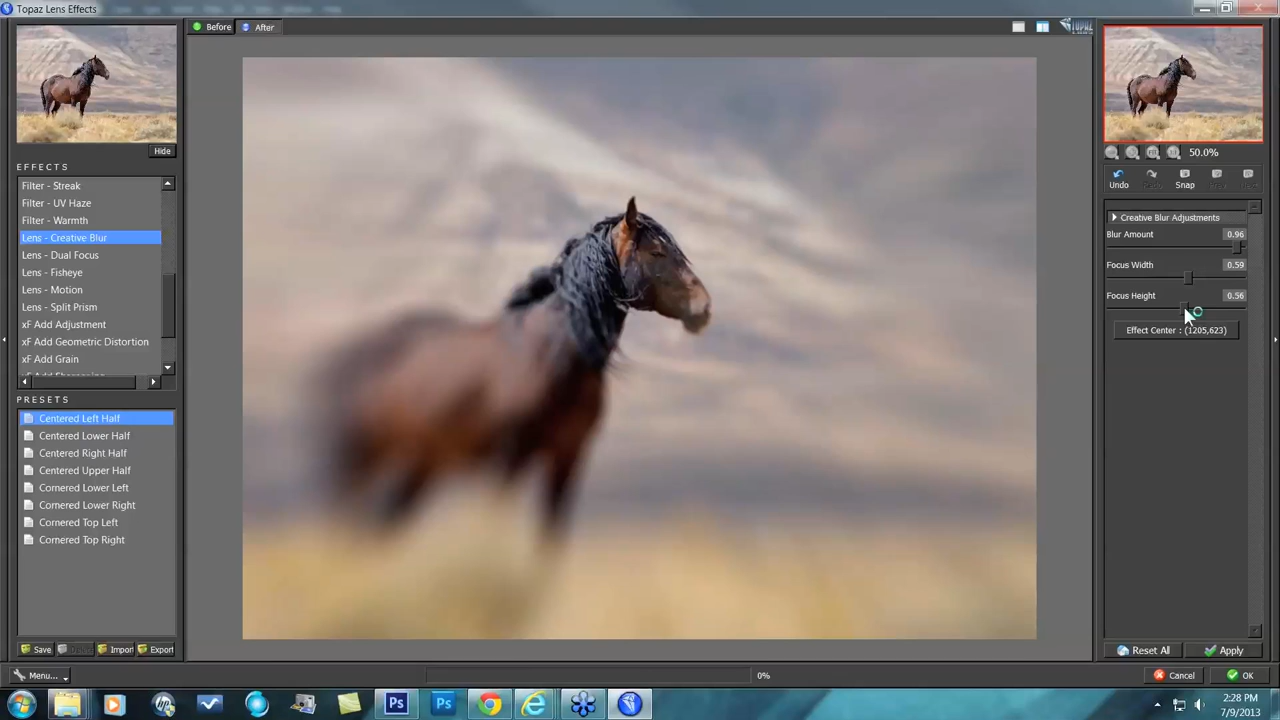 Topaz Lens Effects
Before
After
TOPAZ
Hide
50.0%
EFFECTS
Undo
Redo
Snap
Filter - Streak
Filter - UV Haze
Filter - Warmth
Lens - Creative Blur
Lens - Dual Focus
Lens - Fisheye
Lens - Motion
Lens - Split Prism
xF Add Adjustment
xF Add Geometric Distortion
xF Add Grain
xF Add Sharpening
Creative Blur Adjustments
Blur Amount 0.96
Focus Width 0.59
Focus Height 0.56
Effect Center : (1205,623)
PRESETS
Centered Left Half
Centered Lower Half
Centered Right Half
Centered Upper Half
Cornered Lower Left
Cornered Lower Right
Cornered Top Left
Cornered Top Right
Save
Import
Export
Reset All
Apply
Menu...
0%
Cancel
OK
2:28 PM
7/9/2013